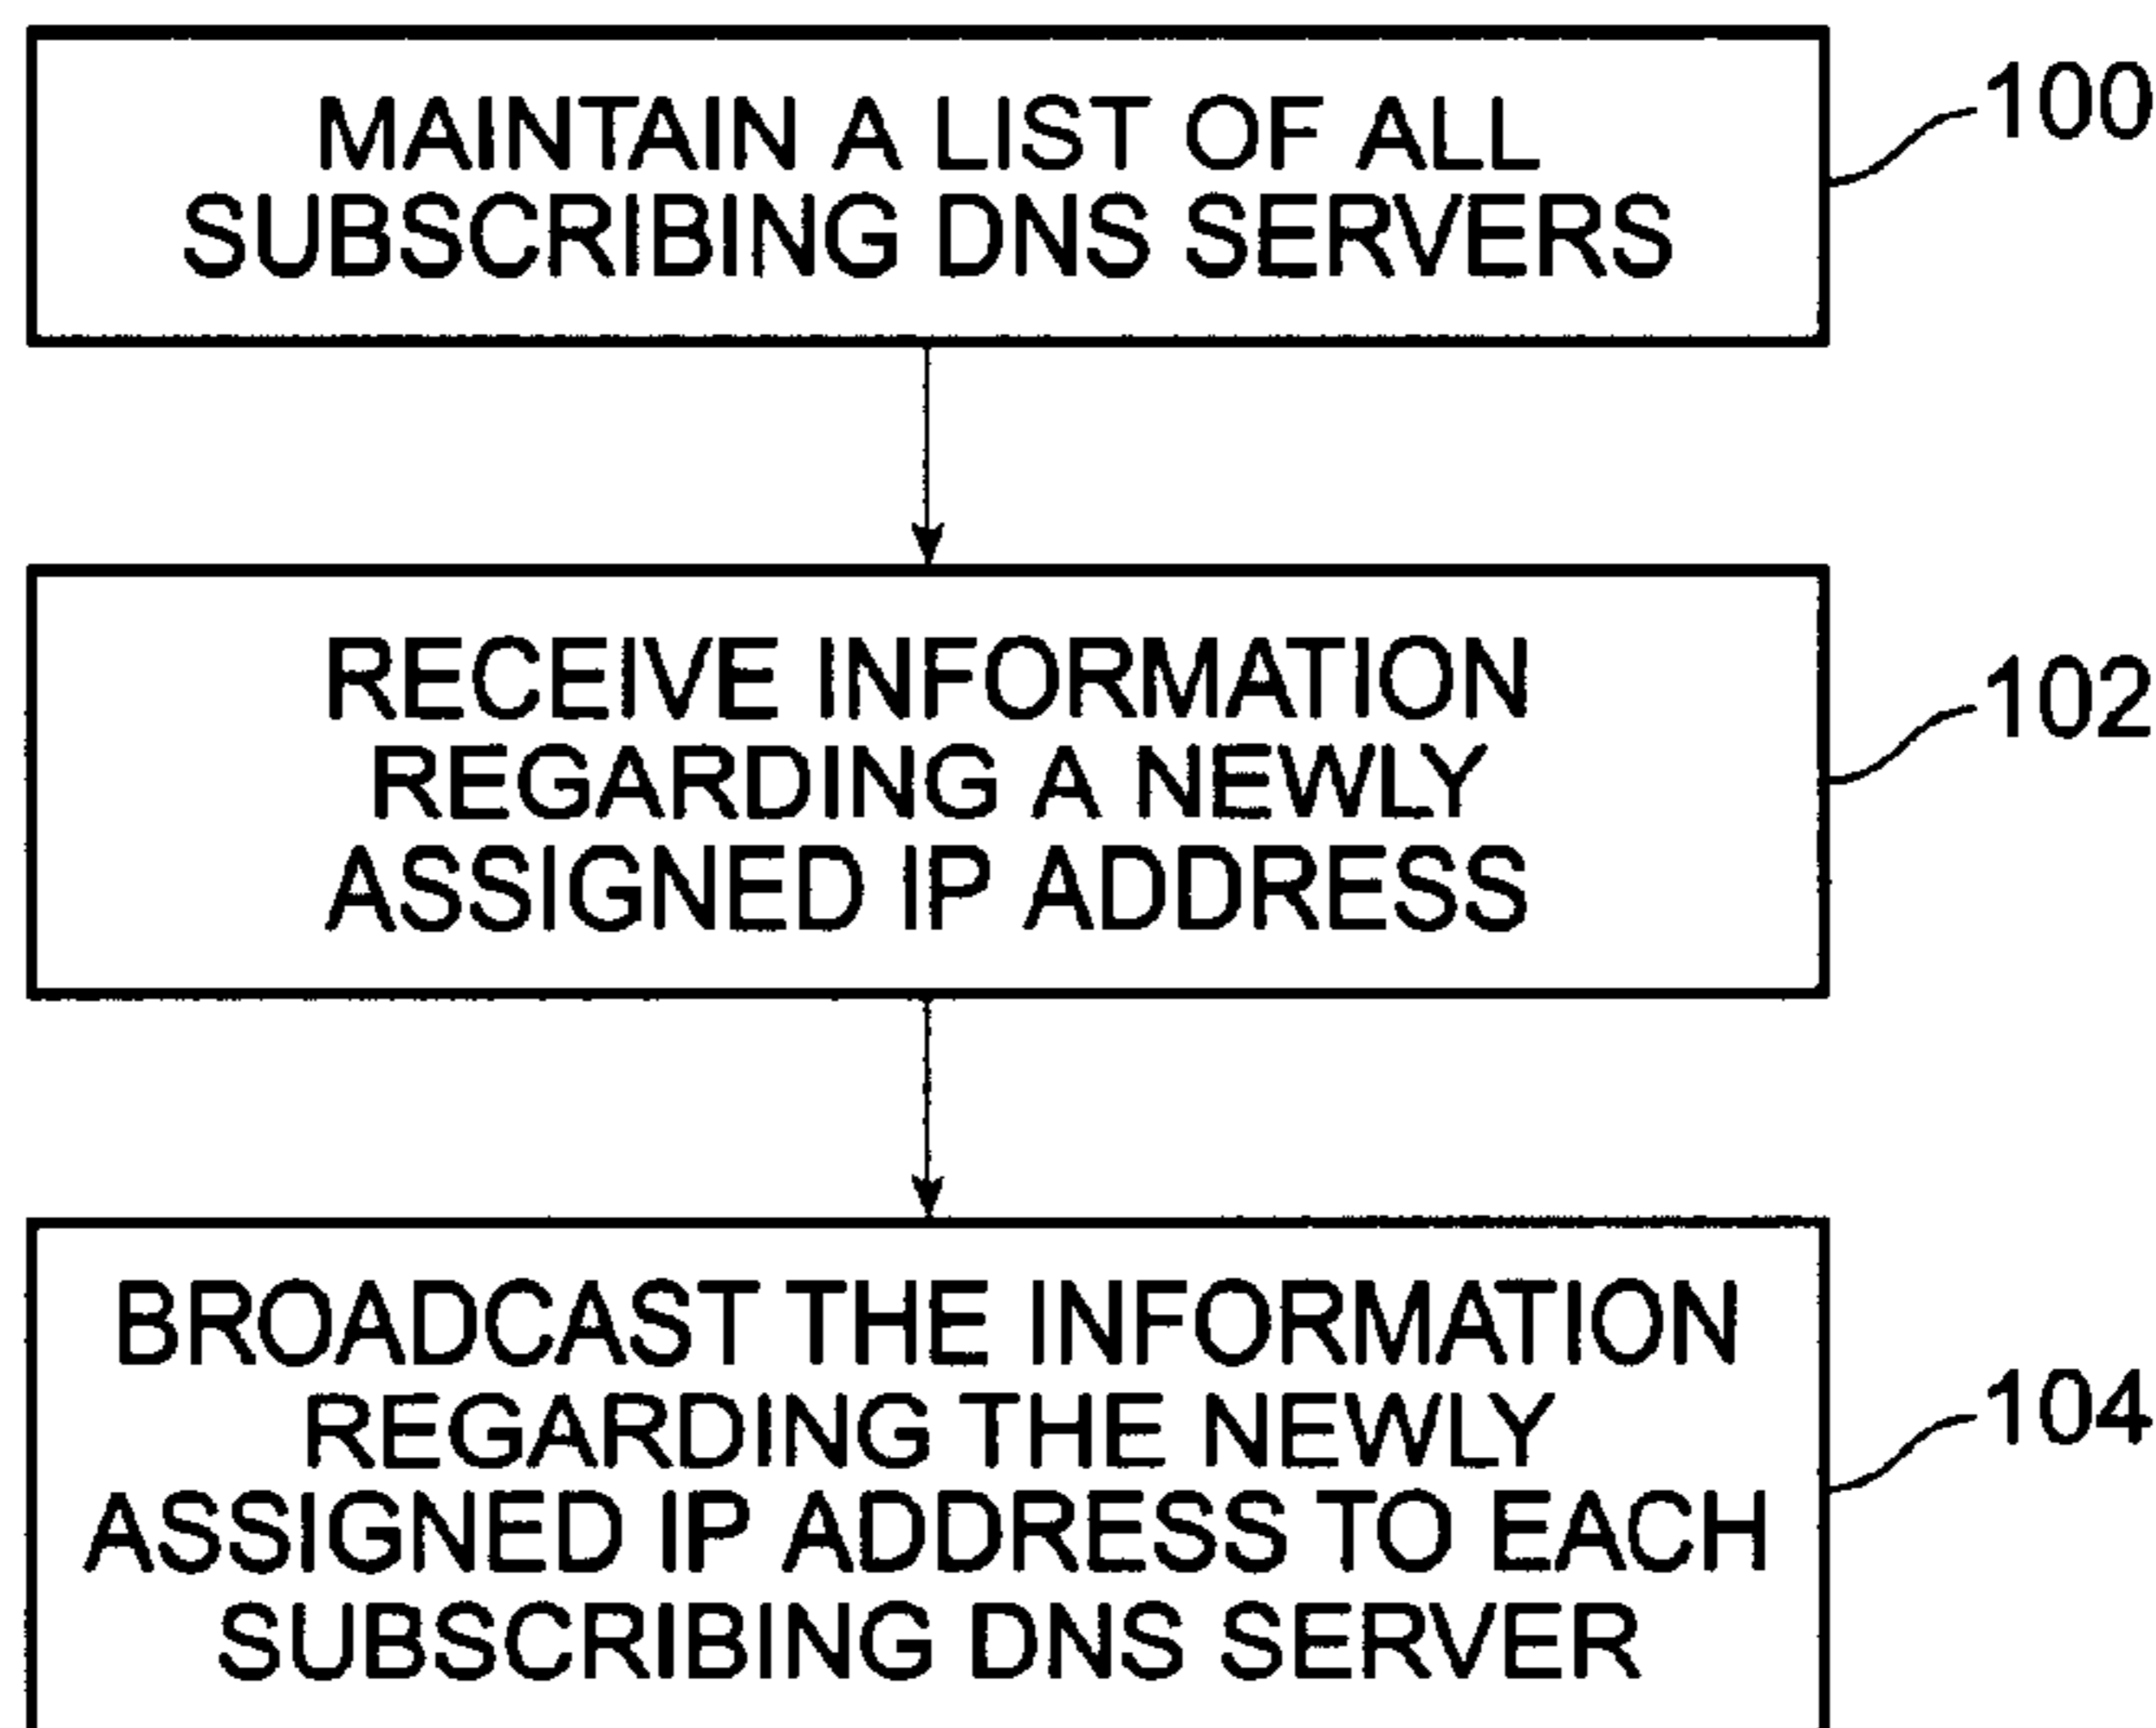 MAINTAIN A LIST OF ALL
SUBSCRIBING DNS SERVERS
100
RECEIVE INFORMATION
REGARDING A NEWLY
ASSIGNED IP ADDRESS
102
BROADCAST THE INFORMATION
REGARDING THE NEWLY
ASSIGNED IP ADDRESS TO EACH
SUBSCRIBING DNS SERVER
104